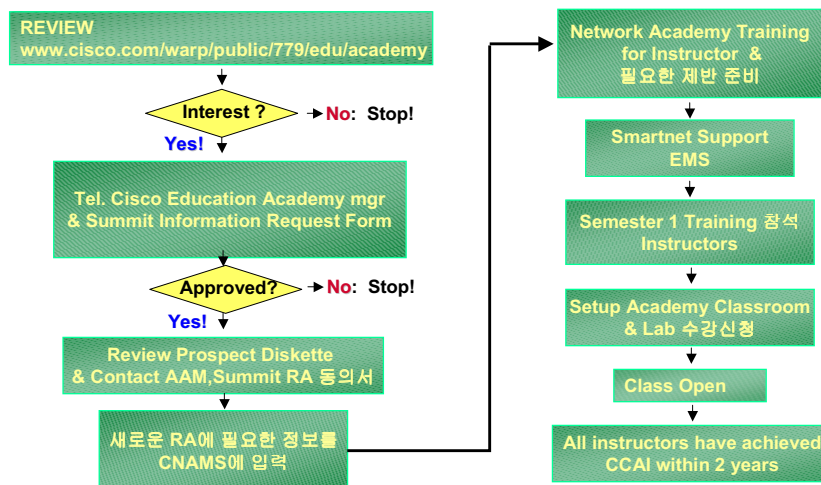 REVIEW
www.cisco.com/warp/public/779/edu/academy
Interest ?
No: Stop!
Yes!
Tel. Cisco Education Academy mgr
& Summit Information Request Form
Approved?
No: Stop!
Yes!
Review Prospect Diskette
& Contact AAM,Summit RA 동의서
새로운 RA에 필요한 정보를
CNAMS에 입력
Network Academy Training
for Instructor &
필요한 제반 준비
Smartnet Support
EMS
Semester 1 Training 참석
Instructors
Setup Academy Classroom
& Lab 수강신청
Class Open
All instructors have achieved
CCAI within 2 years